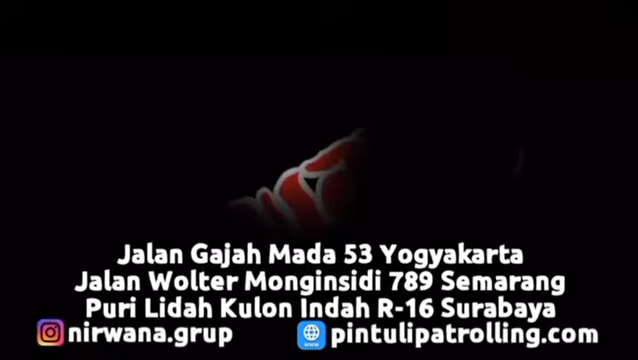 Jalan Gajah Mada 53 Yogyakarta
Jalan Wolter Monginsidi 789 Semarang
Puri Lidah Kulon Indah R-16 Surabaya
nirwana.grup pintulipatrolling.com